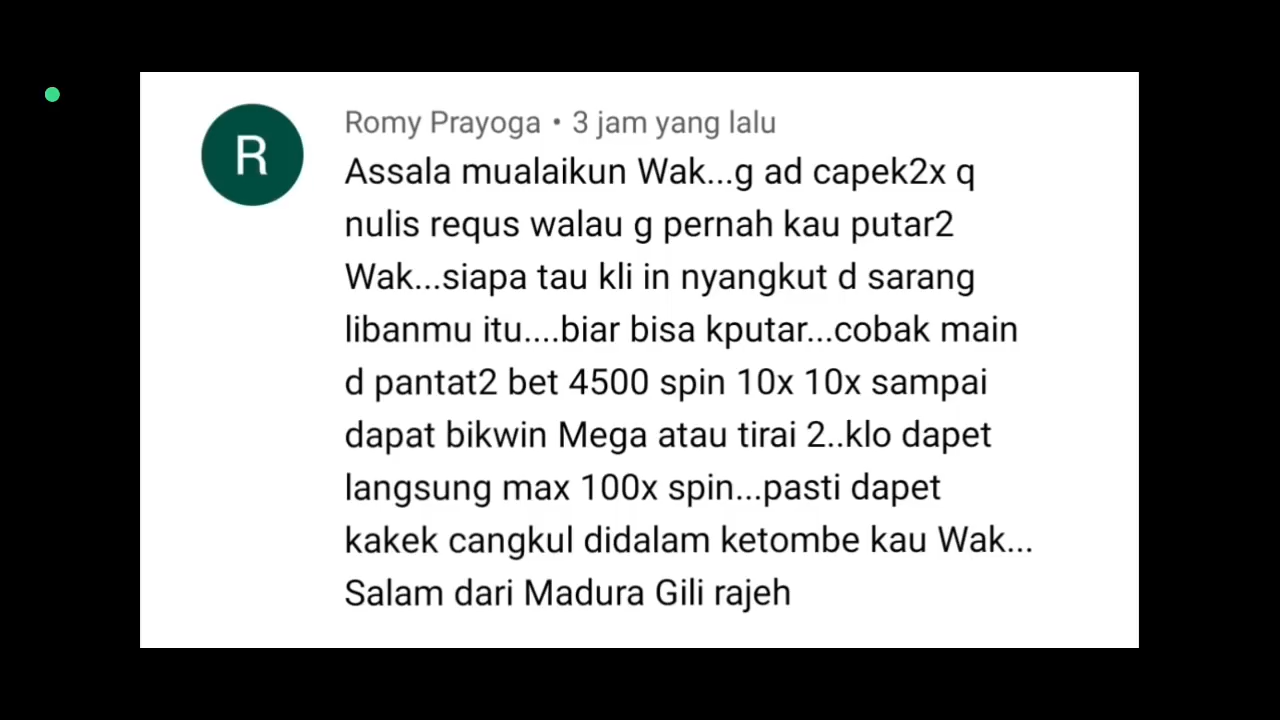 R
Romy Prayoga • 3 jam yang lalu
Assala mualaikun Wak...g ad capek2x q
nulis requs walau g pernah kau putar2
Wak...siapa tau kli in nyangkut d sarang
libanmu itu....biar bisa kputar...cobak main
d pantat2 bet 4500 spin 10x 10x sampai
dapat bikwin Mega atau tirai 2..klo dapet
langsung max 100x spin...pasti dapet
kakek cangkul didalam ketombe kau Wak...
Salam dari Madura Gili rajeh